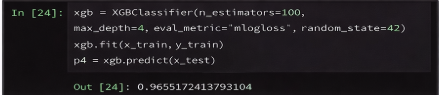 In [24]: xgb = XGBClassifier(n_estimators=100,
max_depth=4, eval_metric="mlogloss", random_state=42)
xgb.fit(x_train,y_train)
p4 = xgb.predict(x_test)
Out [24]: 0.9655172413793104